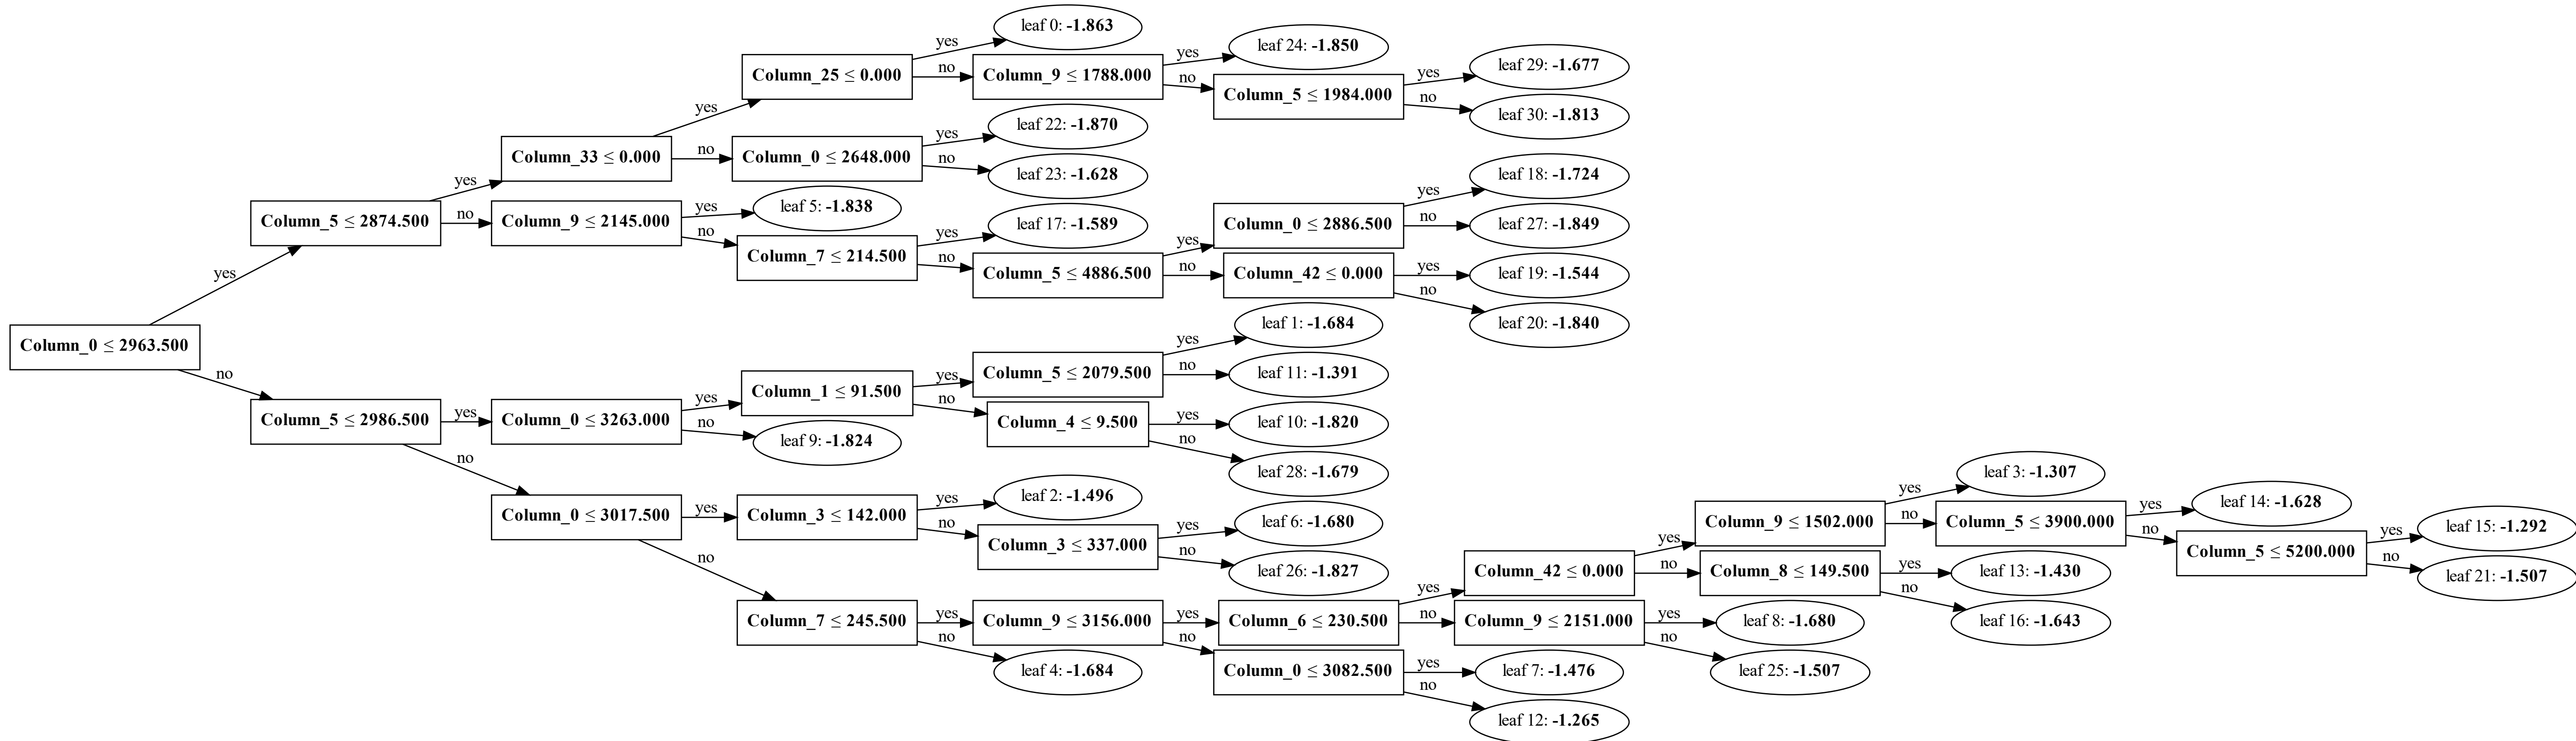 leaf 0: -1.863
yes
Column_25 ≤ 0.000
no
Column_9 ≤ 1788.000
yes
leaf 24: -1.850
no
Column_5 ≤ 1984.000
yes
leaf 29: -1.677
no
leaf 30: -1.813
yes
Column_33 ≤ 0.000
no
Column_0 ≤ 2648.000
yes
leaf 22: -1.870
no
leaf 23: -1.628
yes
Column_5 ≤ 2874.500
no
Column_9 ≤ 2145.000
yes
leaf 5: -1.838
no
Column_7 ≤ 214.500
yes
leaf 17: -1.589
no
Column_5 ≤ 4886.500
yes
Column_0 ≤ 2886.500
yes
leaf 18: -1.724
no
leaf 27: -1.849
no
Column_42 ≤ 0.000
yes
leaf 19: -1.544
no
leaf 20: -1.840
yes
Column_0 ≤ 2963.500
no
Column_5 ≤ 2986.500
yes
Column_0 ≤ 3263.000
yes
Column_1 ≤ 91.500
yes
Column_5 ≤ 2079.500
yes
leaf 1: -1.684
no
leaf 11: -1.391
no
Column_4 ≤ 9.500
yes
leaf 10: -1.820
no
leaf 28: -1.679
no
leaf 9: -1.824
no
Column_0 ≤ 3017.500
yes
Column_3 ≤ 142.000
yes
leaf 2: -1.496
no
Column_3 ≤ 337.000
yes
leaf 6: -1.680
no
leaf 26: -1.827
no
Column_7 ≤ 245.500
yes
Column_9 ≤ 3156.000
yes
Column_6 ≤ 230.500
yes
Column_42 ≤ 0.000
yes
Column_9 ≤ 1502.000
yes
leaf 3: -1.307
no
Column_5 ≤ 3900.000
yes
leaf 14: -1.628
no
Column_5 ≤ 5200.000
yes
leaf 15: -1.292
no
leaf 21: -1.507
no
Column_8 ≤ 149.500
yes
leaf 13: -1.430
no
leaf 16: -1.643
no
Column_9 ≤ 2151.000
yes
leaf 8: -1.680
no
leaf 25: -1.507
no
Column_0 ≤ 3082.500
yes
leaf 7: -1.476
no
leaf 12: -1.265
no
leaf 4: -1.684